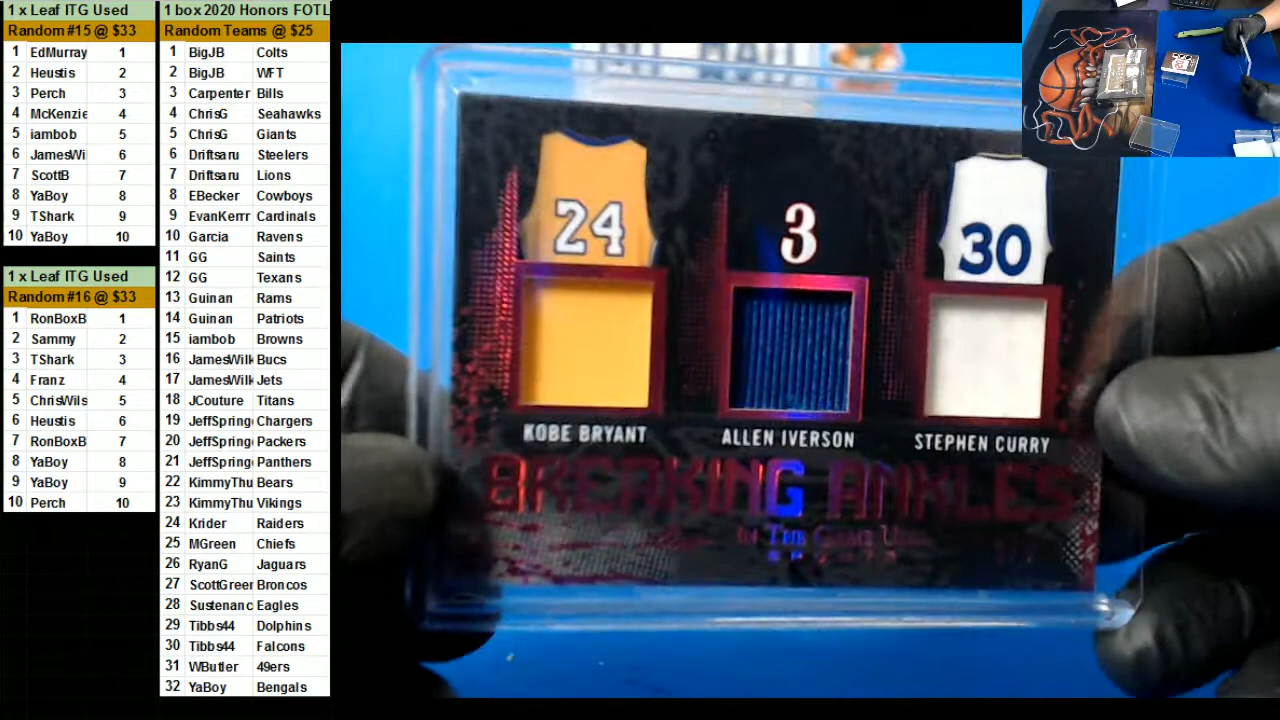 1 x Leaf ITG Used
Random #15 @ $33
1 EdMurray 1
2 Heustis 2
3 Perch 3
4 McKenzie 4
5 iambob 5
6 JamesWi 6
7 ScottB 7
8 YaBoy 8
9 TShark 9
10 YaBoy 10
1 x Leaf ITG Used
Random #16 @ $33
1 RonBoxB 1
2 Sammy 2
3 TShark 3
4 Franz 4
5 ChrisWils 5
6 Heustis 6
7 RonBoxB 7
8 YaBoy 8
9 YaBoy 9
10 Perch 10
1 box 2020 Honors FOTL
Random Teams @ $25
1 BigJB Colts
2 BigJB WFT
3 Carpenter Bills
4 ChrisG Seahawks
5 ChrisG Giants
6 Driftsaru Steelers
7 Driftsaru Lions
8 EBecker Cowboys
9 EvanKerrr Cardinals
10 Garcia Ravens
11 GG Saints
12 GG Texans
13 Guinan Rams
14 Guinan Patriots
15 iambob Browns
16 JamesWilk Bucs
17 JamesWilk Jets
18 JCouture Titans
19 JeffSpring Chargers
20 JeffSpring Packers
21 JeffSpring Panthers
22 KimmyThu Bears
23 KimmyThu Vikings
24 Krider Raiders
25 MGreen Chiefs
26 RyanG Jaguars
27 ScottGreer Broncos
28 Sustenanc Eagles
29 Tibbs44 Dolphins
30 Tibbs44 Falcons
31 WButler 49ers
32 YaBoy Bengals
24 3 30
KOBE BRYANT ALLEN IVERSON STEPHEN CURRY
BREAKING ANKLES
In The Game Used